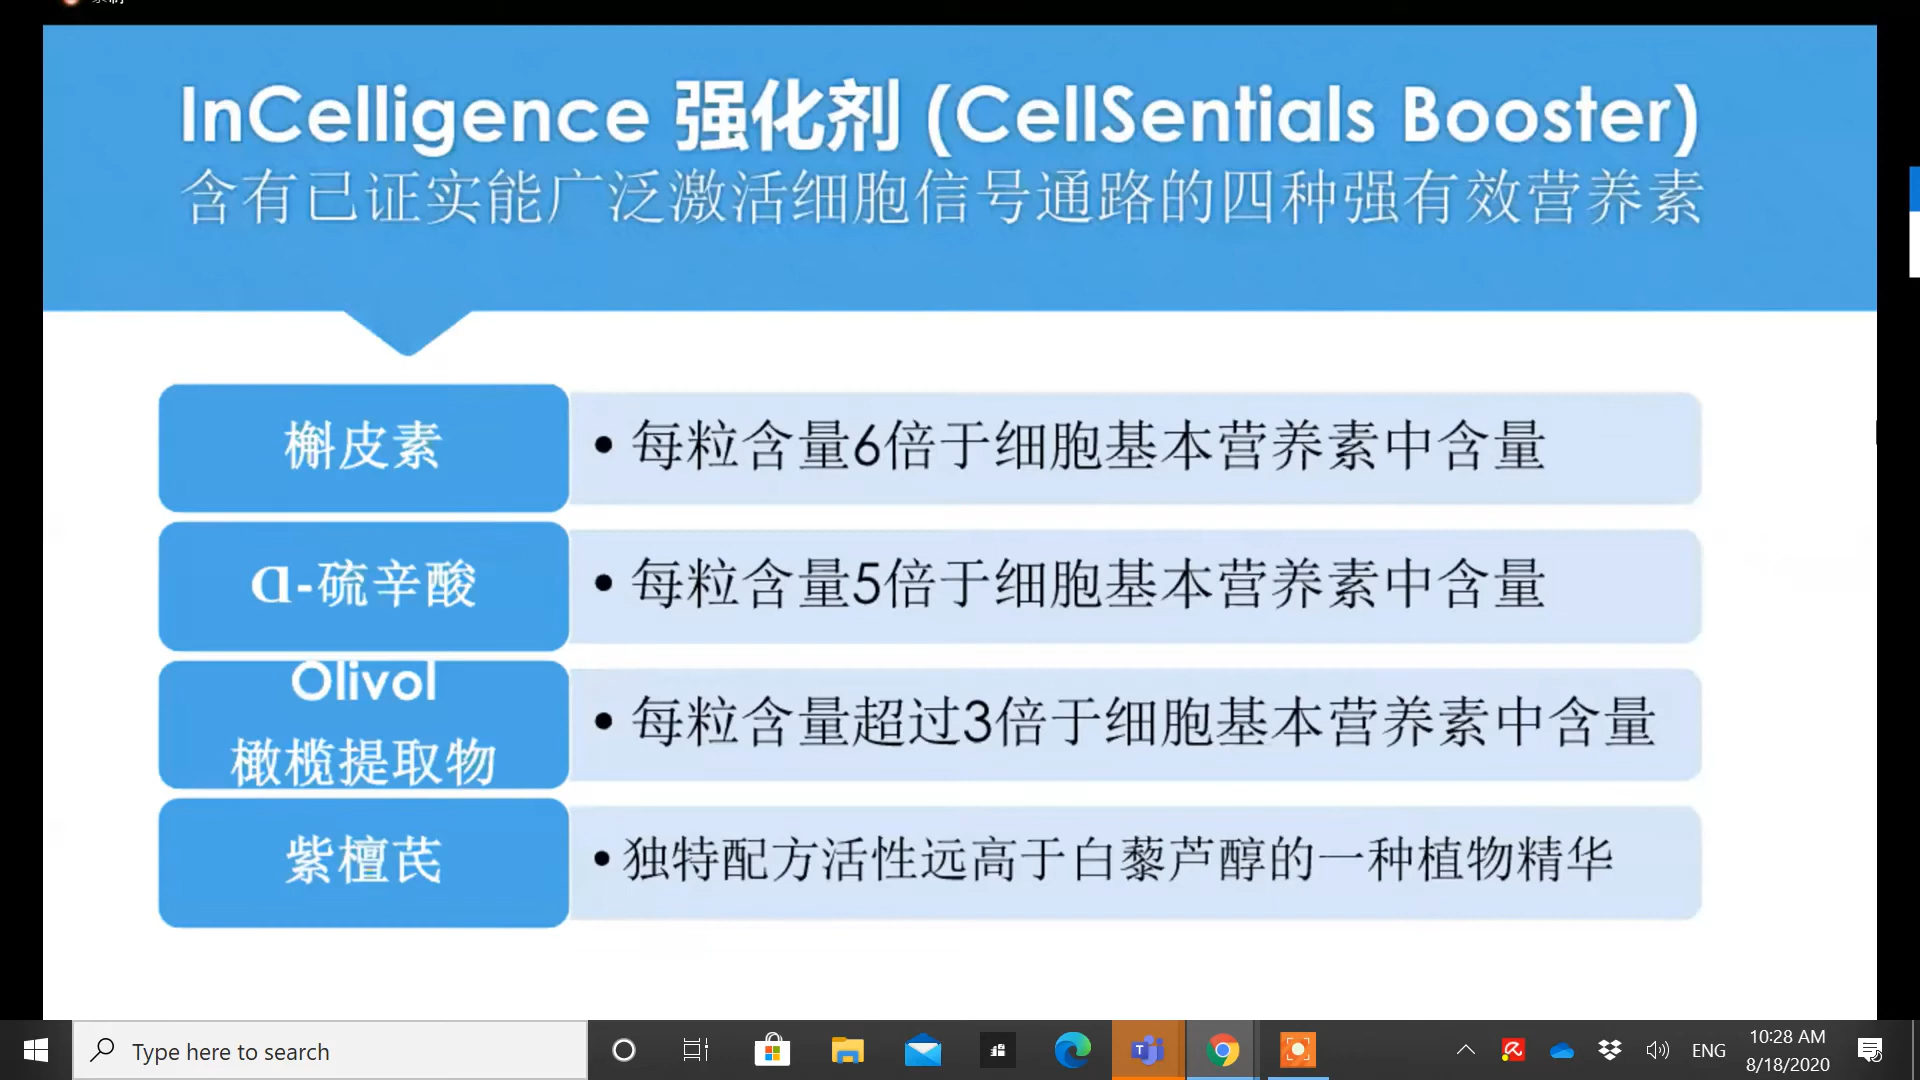 InCelligence 强化剂 (CellSentials Booster)
含有已证实能广泛激活细胞信号通路的四种强有效营养素
槲皮素
• 每粒含量6倍于细胞基本营养素中含量
α-硫辛酸
• 每粒含量5倍于细胞基本营养素中含量
Olivol
橄榄提取物
• 每粒含量超过3倍于细胞基本营养素中含量
紫檀芪
• 独特配方活性远高于白藜芦醇的一种植物精华
Type here to search
ENG
10:28 AM
8/18/2020